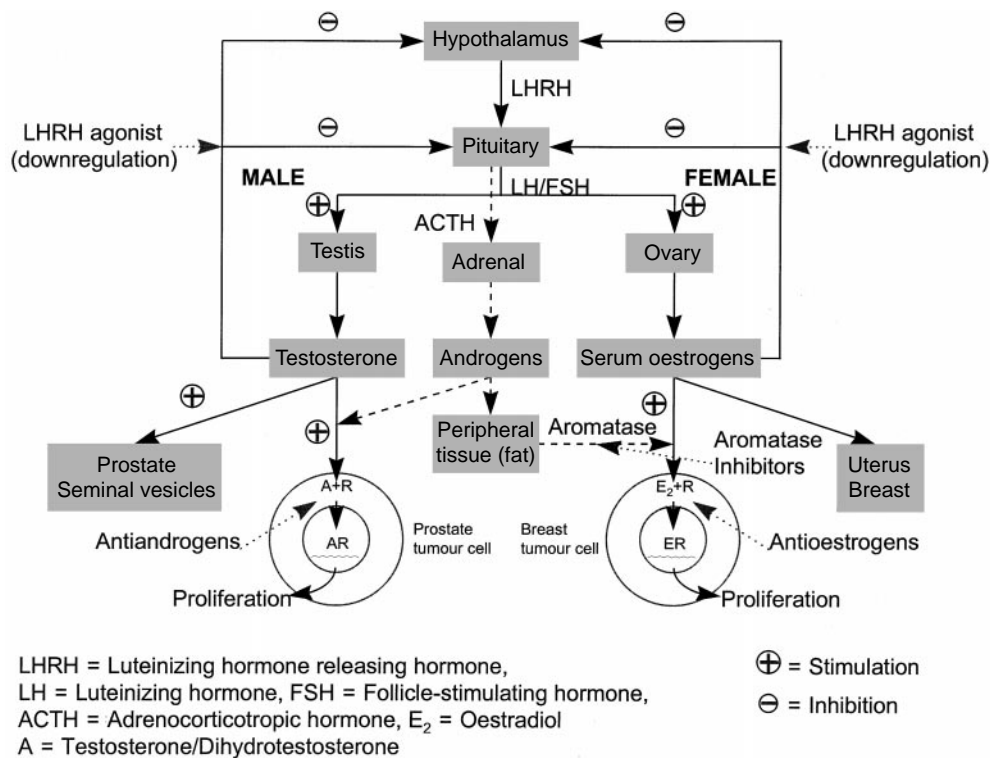 Hypothalamus
LHRH
LHRH agonist
(downregulation)
Pituitary
LHRH agonist
(downregulation)
MALE
LH/FSH
FEMALE
ACTH
Testis
Adrenal
Ovary
Testosterone
Androgens
Serum oestrogens
Prostate
Seminal vesicles
Peripheral
tissue (fat)
Aromatase
Aromatase
Inhibitors
Uterus
Breast
A+R
E2+R
Antiandrogens
AR
Prostate
tumour cell
Breast
tumour cell
ER
Antioestrogens
Proliferation
Proliferation
LHRH = Luteinizing hormone releasing hormone,
LH = Luteinizing hormone, FSH = Follicle-stimulating hormone,
ACTH = Adrenocorticotropic hormone, E2 = Oestradiol
A = Testosterone/Dihydrotestosterone
⊕ = Stimulation
⊖ = Inhibition